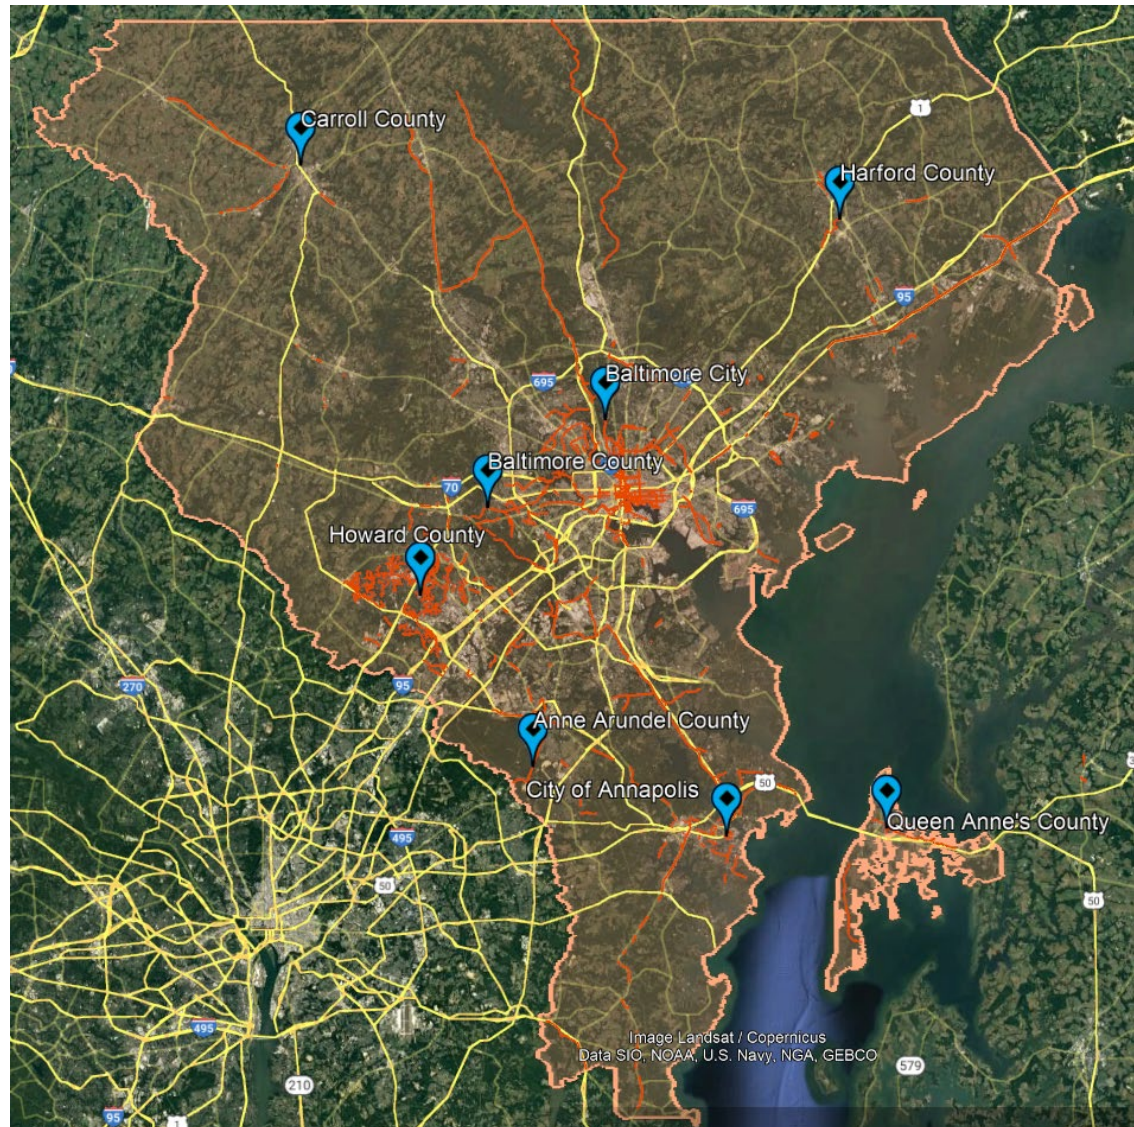 Carroll County
1
Harford County
95
695
Baltimore City
Baltimore County
70
695
Howard County
270
95
Anne Arundel County
50
City of Annapolis
Queen Anne's County
495
50
50
495
Image Landsat / Copernicus
Data SIO, NOAA, U.S. Navy, NGA, GEBCO
579
210
95
1